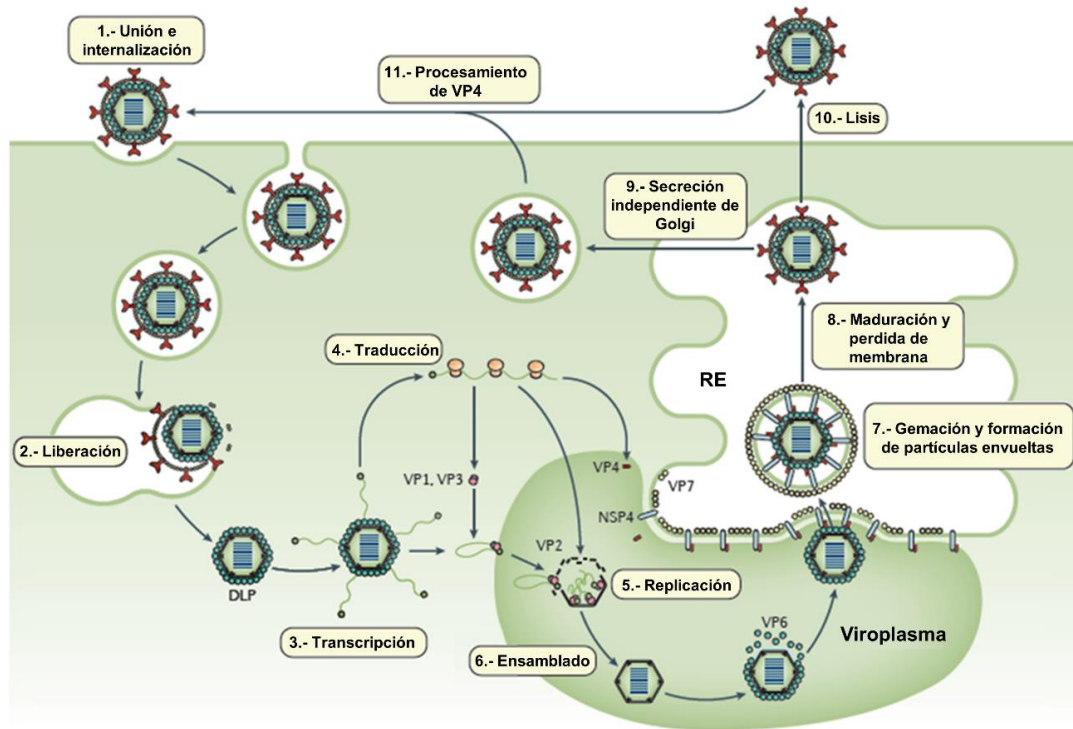 1.- Unión e
internalización
11.- Procesamiento
de VP4
10.- Lisis
9.- Secreción
independiente de
Golgi
8.- Maduración y
perdida de
membrana
4.- Traducción
RE
7.- Gemación y formación
de partículas envueltas
2.- Liberación
VP1, VP3
VP4
VP7
NSP4
VP2
5.- Replicación
DLP
3.- Transcripción
6.- Ensamblado
VP6
Viroplasma